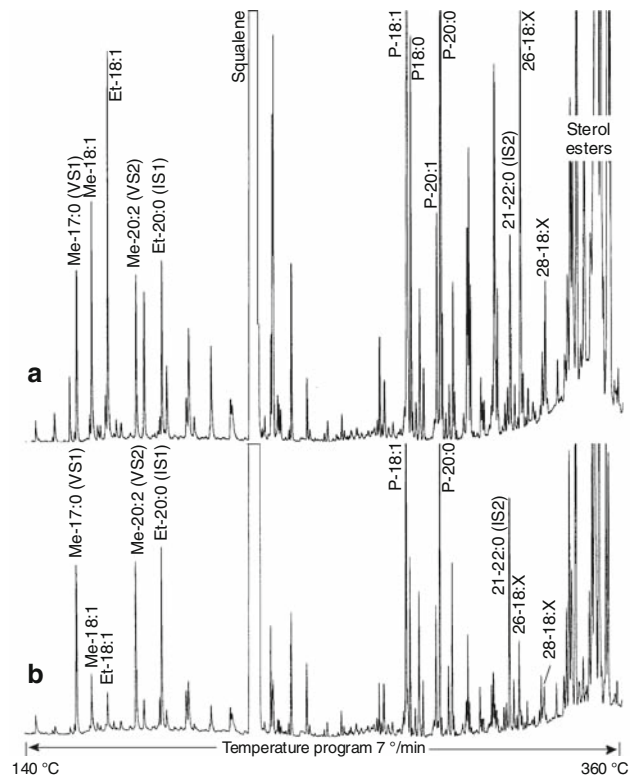 Me-17:0 (VS1)
Me-18:1
Et-18:1
Me-20:2 (VS2)
Et-20:0 (IS1)
Squalene
P-18:1
P18:0
P-20:1
P-20:0
21-22:0 (IS2)
26-18:X
28-18:X
Sterol
esters
a
Me-17:0 (VS1)
Me-18:1
Et-18:1
Me-20:2 (VS2)
Et-20:0 (IS1)
P-18:1
P-20:0
21-22:0 (IS2)
26-18:X
28-18:X
b
Temperature program 7 °/min
140 °C
360 °C